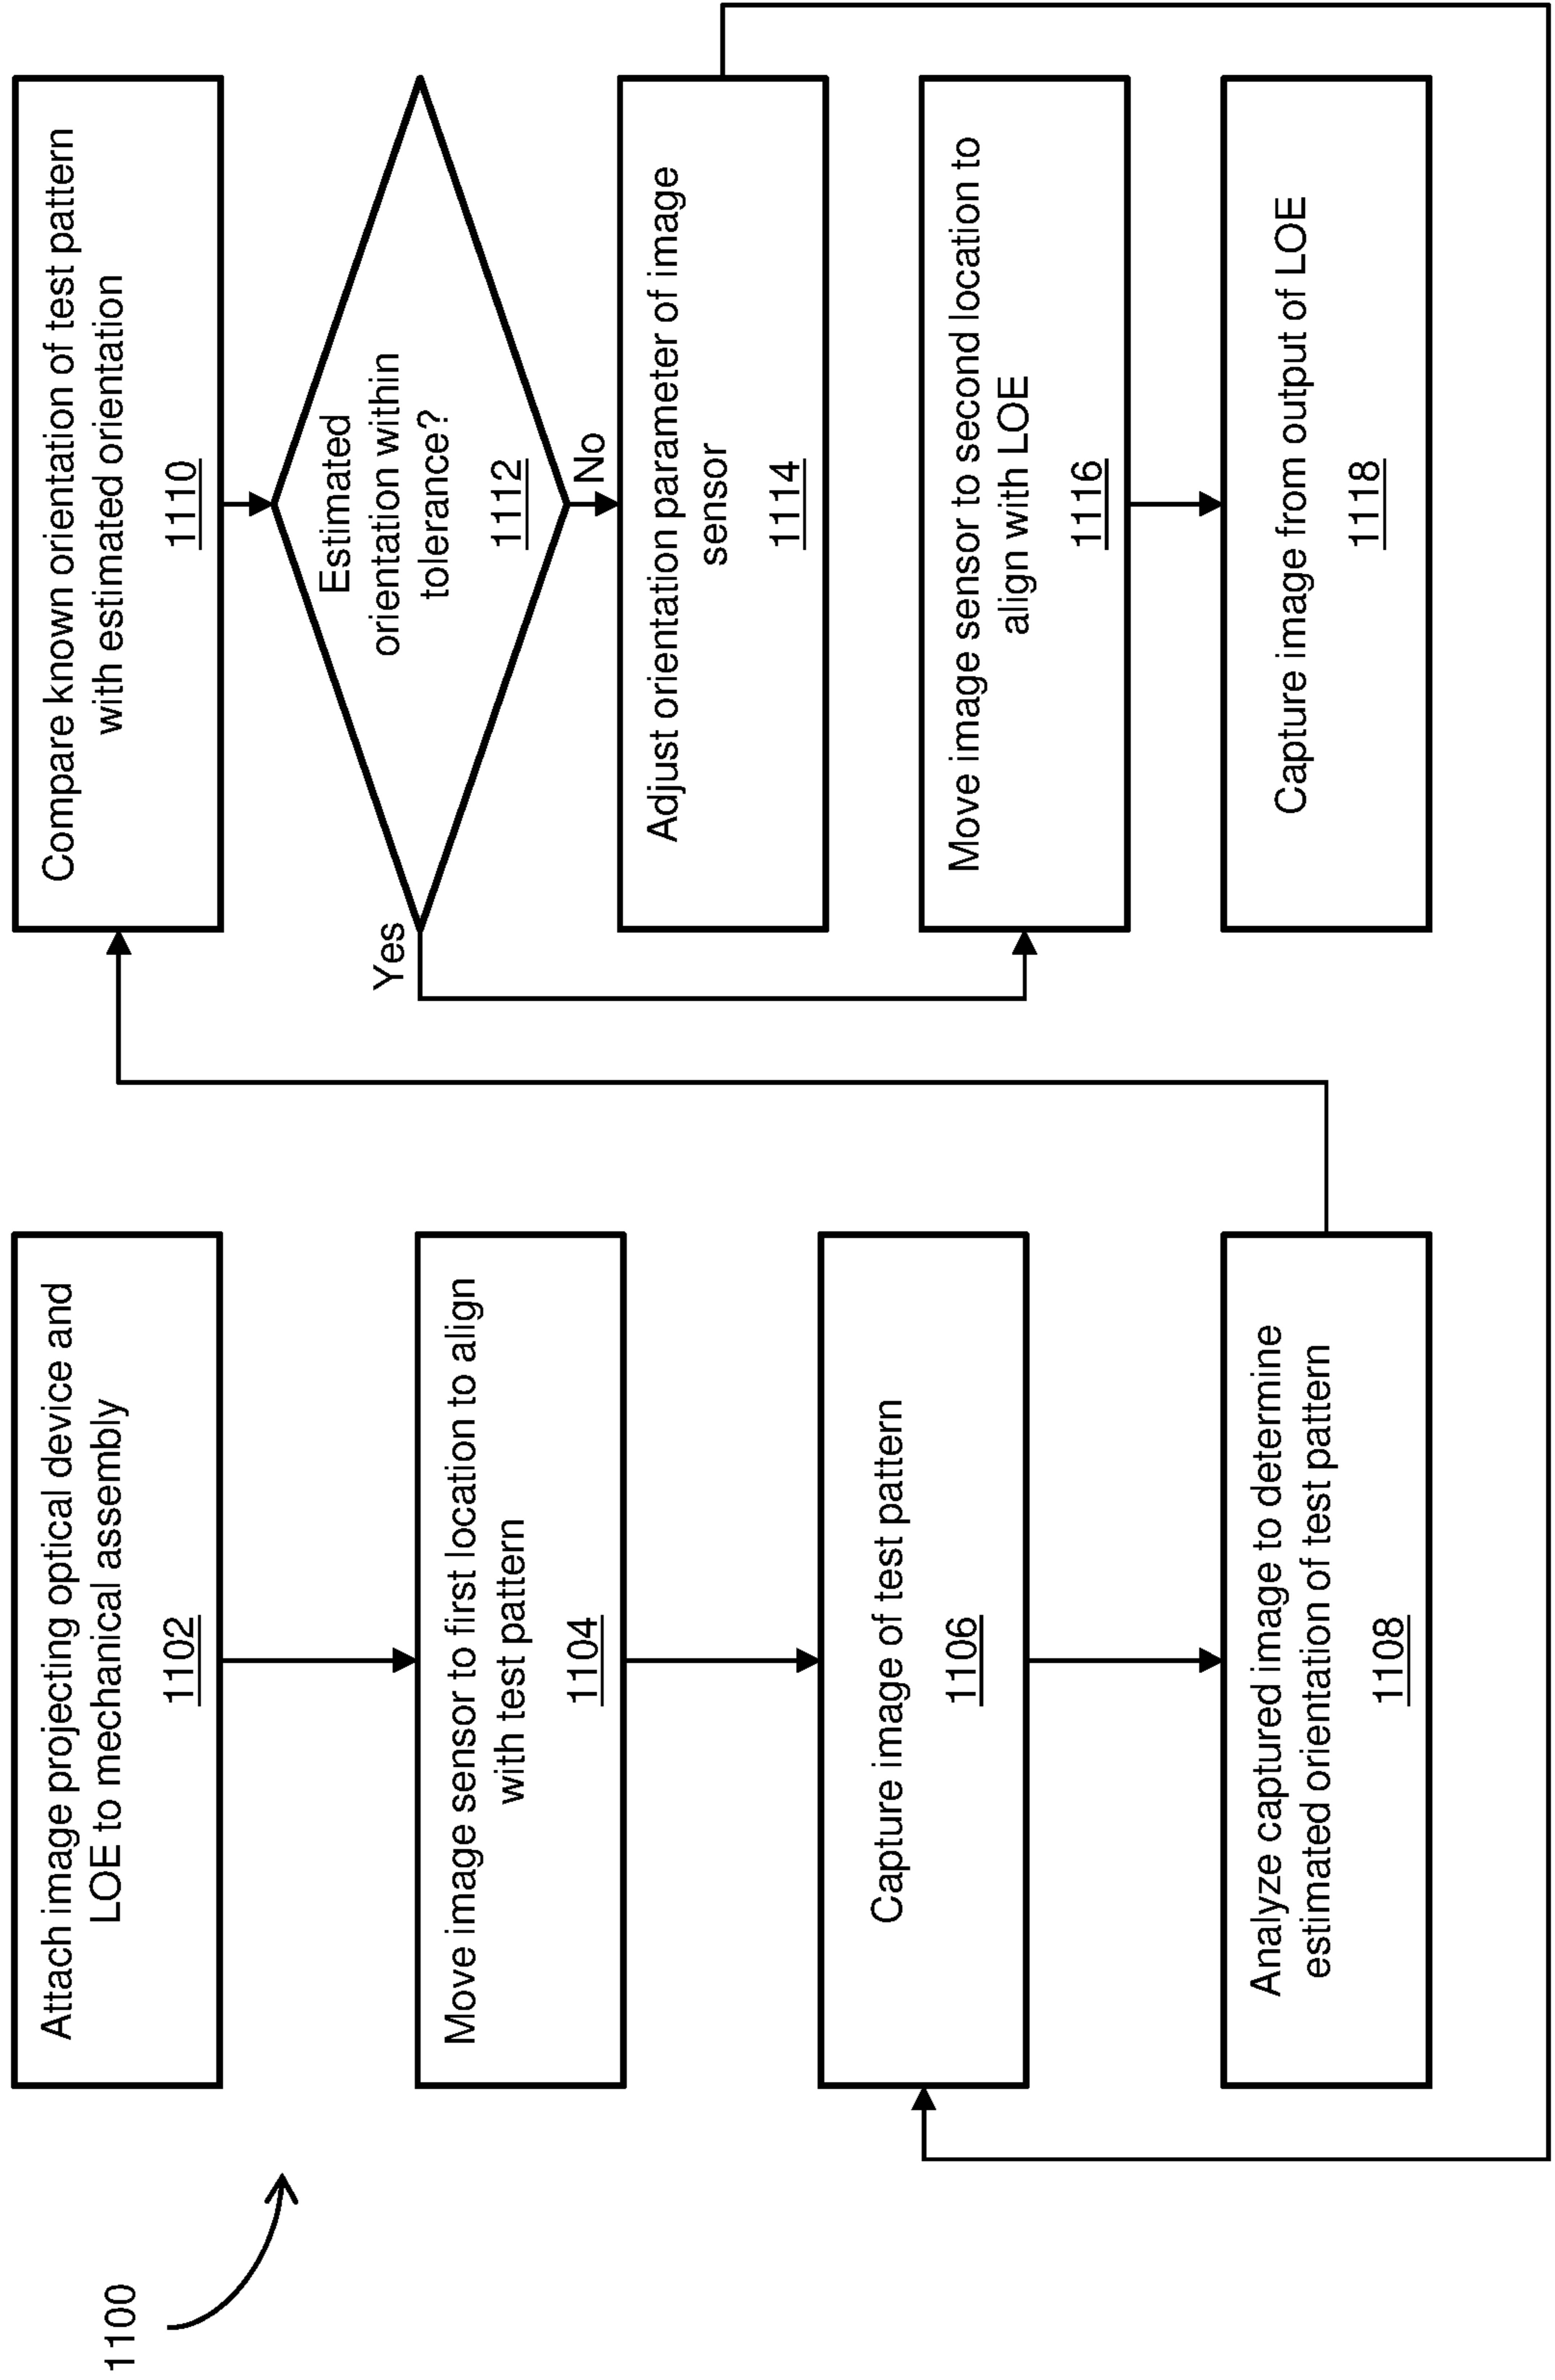 1100
Attach image projecting optical device and
LOE to mechanical assembly
1102
Move image sensor to first location to align
with test pattern
1104
Capture image of test pattern
1106
Analyze captured image to determine
estimated orientation of test pattern
1108
Compare known orientation of test pattern
with estimated orientation
1110
Estimated
orientation within
tolerance?
1112
Yes
No
Adjust orientation parameter of image
sensor
1114
Move image sensor to second location to
align with LOE
1116
Capture image from output of LOE
1118